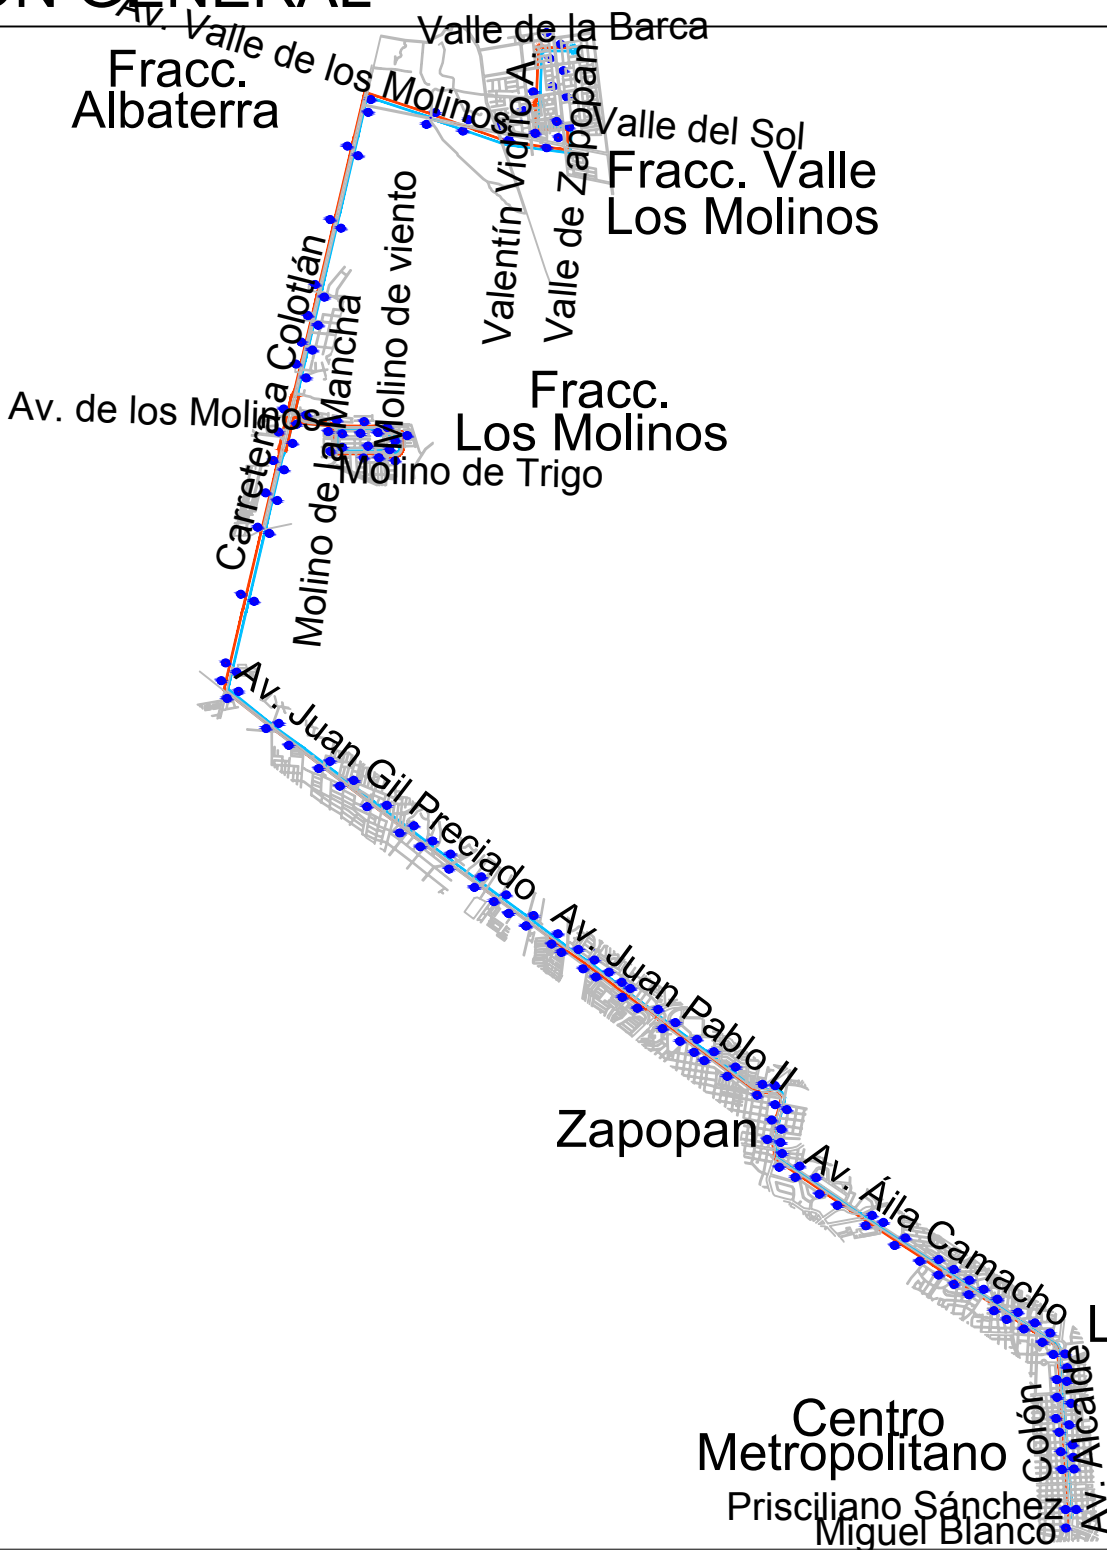 GENERAL
Valle de la Barca
Av. Valle de los Molinos
Fracc.
Albaterra
Valle del Sol
Fracc. Valle
Los Molinos
Valentín Vidrio A.
Valle de Zapopan
Molino de viento
Carretera a Colotlán
Molino de la Mancha
Av. de los Molinos
Fracc.
Los Molinos
Molino de Trigo
Av. Juan Gil Preciado
Av. Juan Pablo II
Zapopan
Av. Áila Camacho
L
Centro
Metropolitano
Colón
Av. Alcalde
Prisciliano Sánchez
Miguel Blanco